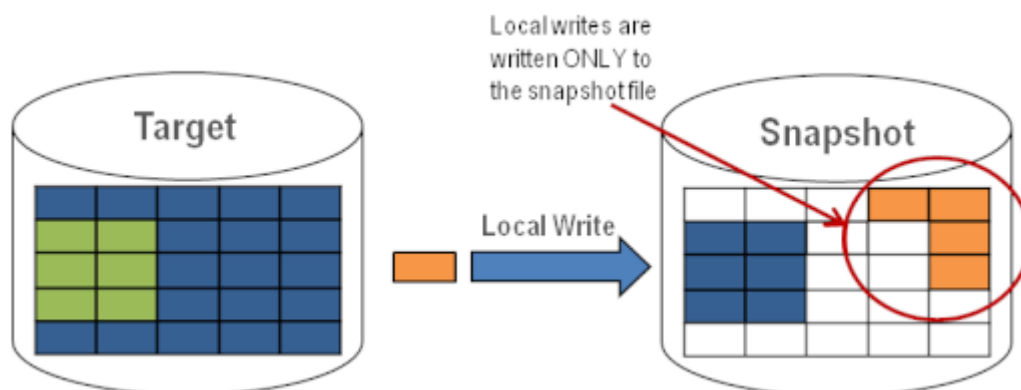 Local writes are
written ONLY to
the snapshot file
Target
Snapshot
Local Write